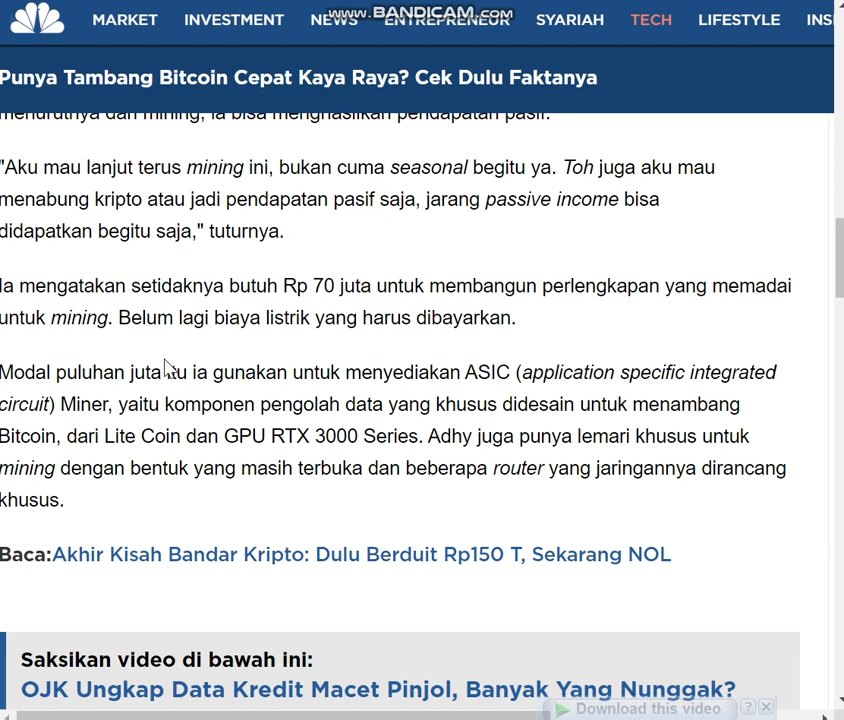 www.BANDICAM.com
MARKET INVESTMENT NEWS ENTREPRENEUR SYARIAH TECH LIFESTYLE INSI
Punya Tambang Bitcoin Cepat Kaya Raya? Cek Dulu Faktanya
menurutnya dari mining, ia bisa menghasilkan pendapatan pasif.
"Aku mau lanjut terus mining ini, bukan cuma seasonal begitu ya. Toh juga aku mau
menabung kripto atau jadi pendapatan pasif saja, jarang passive income bisa
didapatkan begitu saja," tuturnya.
Ia mengatakan setidaknya butuh Rp 70 juta untuk membangun perlengkapan yang memadai
untuk mining. Belum lagi biaya listrik yang harus dibayarkan.
Modal puluhan juta itu ia gunakan untuk menyediakan ASIC (application specific integrated
circuit) Miner, yaitu komponen pengolah data yang khusus didesain untuk menambang
Bitcoin, dari Lite Coin dan GPU RTX 3000 Series. Adhy juga punya lemari khusus untuk
mining dengan bentuk yang masih terbuka dan beberapa router yang jaringannya dirancang
khusus.
Baca:Akhir Kisah Bandar Kripto: Dulu Berduit Rp150 T, Sekarang NOL
Saksikan video di bawah ini:
OJK Ungkap Data Kredit Macet Pinjol, Banyak Yang Nunggak?
Download this video ? X